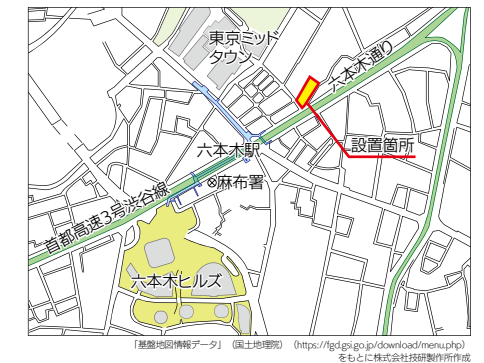 東京ミッド
タウン
六本木通り
設置箇所
六本木駅
⊗麻布署
首都高速3号渋谷線
六本木ヒルズ
「基盤地図情報データ」（国土地理院）（https://fgd.gsi.go.jp/download/menu.php）
をもとに株式会社技研製作所作成